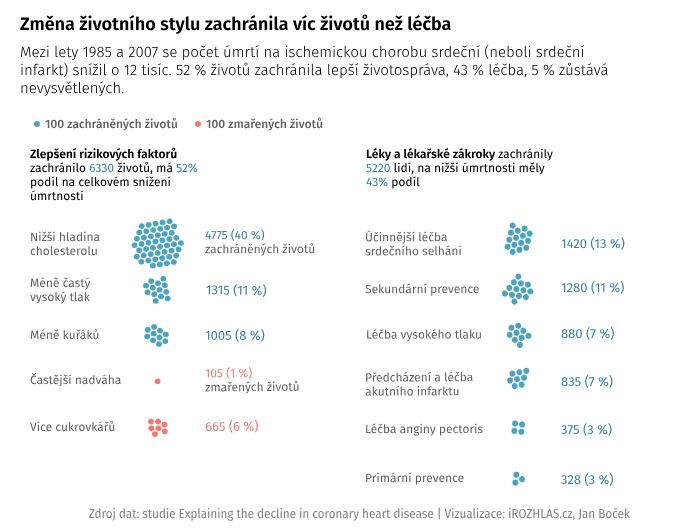 Změna životního stylu zachránila víc životů než léčba
Mezi lety 1985 a 2007 se počet úmrtí na ischemickou chorobu srdeční (neboli srdeční
infarkt) snížil o 12 tisíc. 52 % životů zachránila lepší životospráva, 43 % léčba, 5 % zůstává
nevysvětlených.
100 zachráněných životů
100 zmařených životů
Zlepšení rizikových faktorů
zachránilo 6330 životů, má 52%
podíl na celkovém snížení
úmrtnosti
Nižší hladina
cholesterolu
4775 (40 %)
zachráněných životů
Méně častý
vysoký tlak
1315 (11 %)
Méně kuřáků
1005 (8 %)
Častější nadváha
105 (1 %)
zmařených životů
Více cukrovkářů
665 (6 %)
Léky a lékařské zákroky zachránily
5220 lidí, na nižší úmrtnosti měly
43% podíl
Účinnější léčba
srdečního selhání
1420 (13 %)
Sekundární prevence
1280 (11 %)
Léčba vysokého tlaku
880 (7 %)
Předcházení a léčba
akutního infarktu
835 (7 %)
Léčba anginy pectoris
375 (3 %)
Primární prevence
328 (3 %)
Zdroj dat: studie Explaining the decline in coronary heart disease | Vizualizace: iROZHLAS.cz, Jan Boček